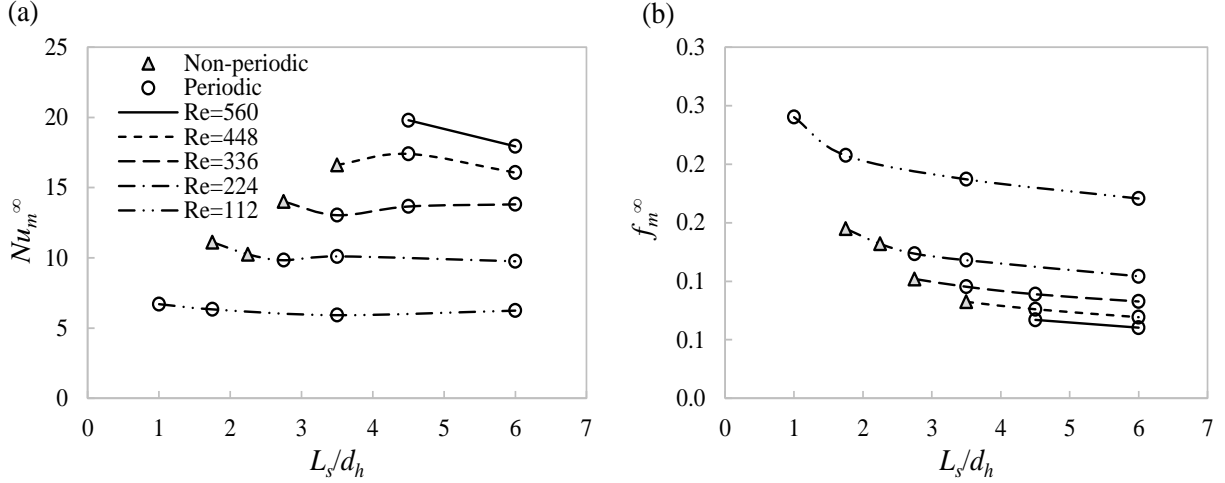 (a)
25
20
15
10
5
0
Nu_m^∞
Non-periodic
Periodic
Re=560
Re=448
Re=336
Re=224
Re=112
0 1 2 3 4 5 6 7
L_s/d_h
(b)
0.3
0.3
0.2
0.2
0.1
0.1
0.0
f_m^∞
0 1 2 3 4 5 6 7
L_s/d_h